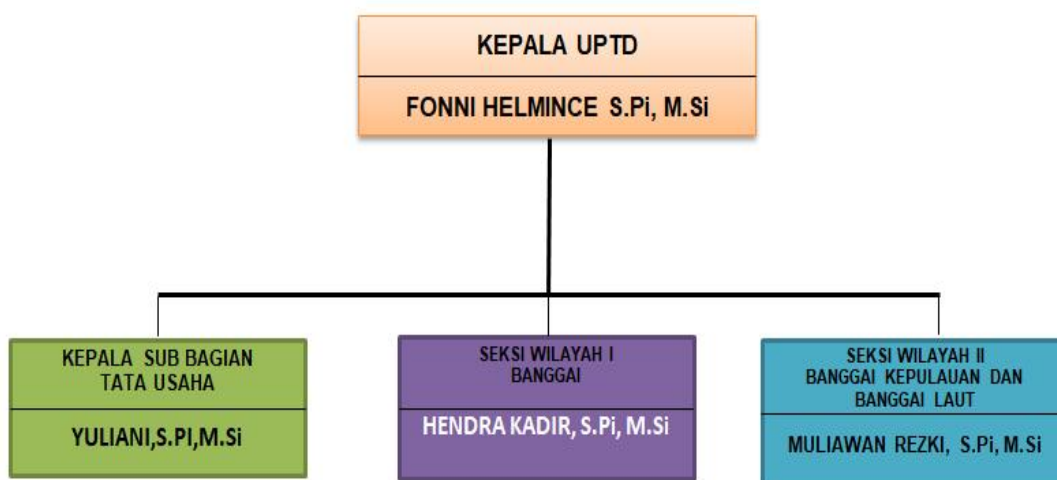 KEPALA UPTD
FONNI HELMINCE S.Pi, M.Si
KEPALA SUB BAGIAN
TATA USAHA
YULIANI,S.PI,M.Si
SEKSI WILAYAH I
BANGGAI
HENDRA KADIR, S.Pi, M.Si
SEKSI WILAYAH II
BANGGAI KEPULAUAN DAN
BANGGAI LAUT
MULIAWAN REZKI, S.Pi, M.Si